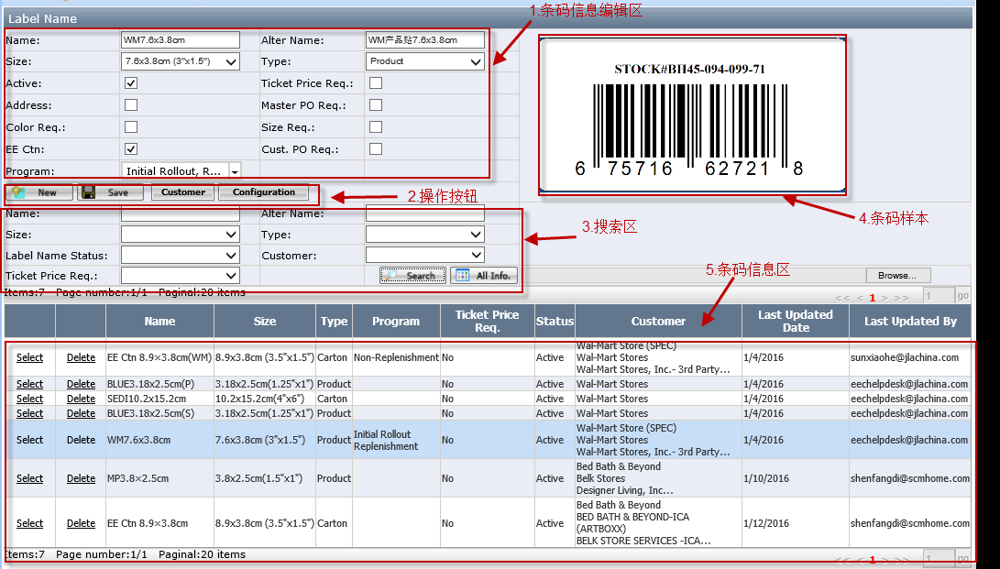 Label Name
1.条码信息编辑区
Name: WM7.6x3.8cm Alter Name: WM产品贴7.6x3.8cm
Size: 7.6x3.8cm (3"x1.5") Type: Product
Active: Ticket Price Req.:
Address: Master PO Req.:
Color Req.: Size Req.:
EE Ctn: Cust. PO Req.:
Program: Initial Rollout, R...
STOCK#BH45-094-099-71
6 75716 62721 8
New Save Customer Configuration
2.操作按钮
4.条码样本
Name: Alter Name:
3.搜索区
Size: Type:
Label Name Status: Customer:
Ticket Price Req.: Search All Info.
5.条码信息区
Browse...
Items:7 Page number:1/1 Paginal:20 items
<< < 1 > >> 1 go
Name Size Type Program Ticket Price Req. Status Customer Last Updated Date Last Updated By
Wal-Mart Store (SPEC)
Select Delete EE Ctn 8.9×3.8cm(WM) 8.9x3.8cm (3.5"x1.5") Carton Non-Replenishment No Active Wal-Mart Stores 1/4/2016 sunxiaohe@jlachina.com
Wal-Mart Stores, Inc.- 3rd Party...
Select Delete BLUE3.18x2.5cm(P) 3.18x2.5cm(1.25"x1") Product No Active Wal-Mart Stores 1/4/2016 eechelpdesk@jlachina.com
Select Delete SEDI10.2x15.2cm 10.2x15.2cm(4"x6") Carton No Active Wal-Mart Stores 1/4/2016 eechelpdesk@jlachina.com
Select Delete BLUE3.18x2.5cm(S) 3.18x2.5cm(1.25"x1") Product No Active Wal-Mart Stores 1/4/2016 eechelpdesk@jlachina.com
Wal-Mart Store (SPEC)
Select Delete WM7.6x3.8cm 7.6x3.8cm (3"x1.5") Product Initial Rollout Replenishment No Active Wal-Mart Stores 1/4/2016 eechelpdesk@jlachina.com
Wal-Mart Stores, Inc.- 3rd Party...
Bed Bath & Beyond
Select Delete MP3.8×2.5cm 3.8x2.5cm(1.5"x1") Product No Active Belk Stores 1/10/2016 shenfangdi@scmhome.com
Designer Living, Inc...
Bed Bath & Beyond
Select Delete EE Ctn 8.9×3.8cm 8.9x3.8cm (3.5"x1.5") Carton No Active BED BATH & BEYOND-ICA (ARTBOXX) 1/12/2016 shenfangdi@scmhome.com
BELK STORE SERVICES -ICA...
Items:7 Page number:1/1 Paginal:20 items
<< < 1 > >> 1 go